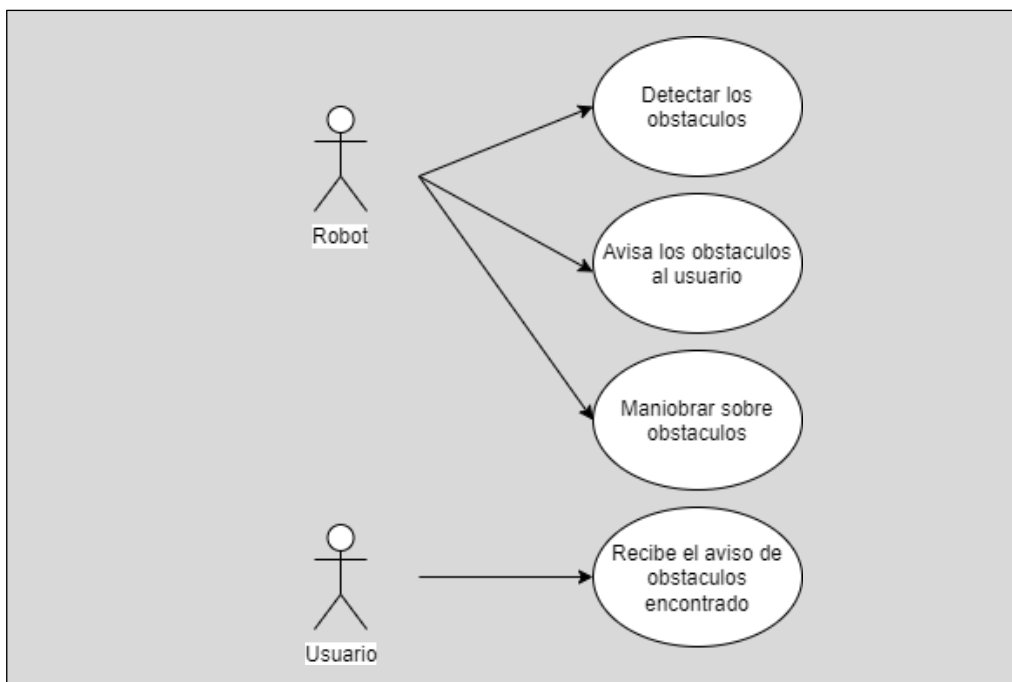 Detectar los
obstaculos
Robot
Avisa los obstaculos
al usuario
Maniobrar sobre
obstaculos
Recibe el aviso de
obstaculos
encontrado
Usuario